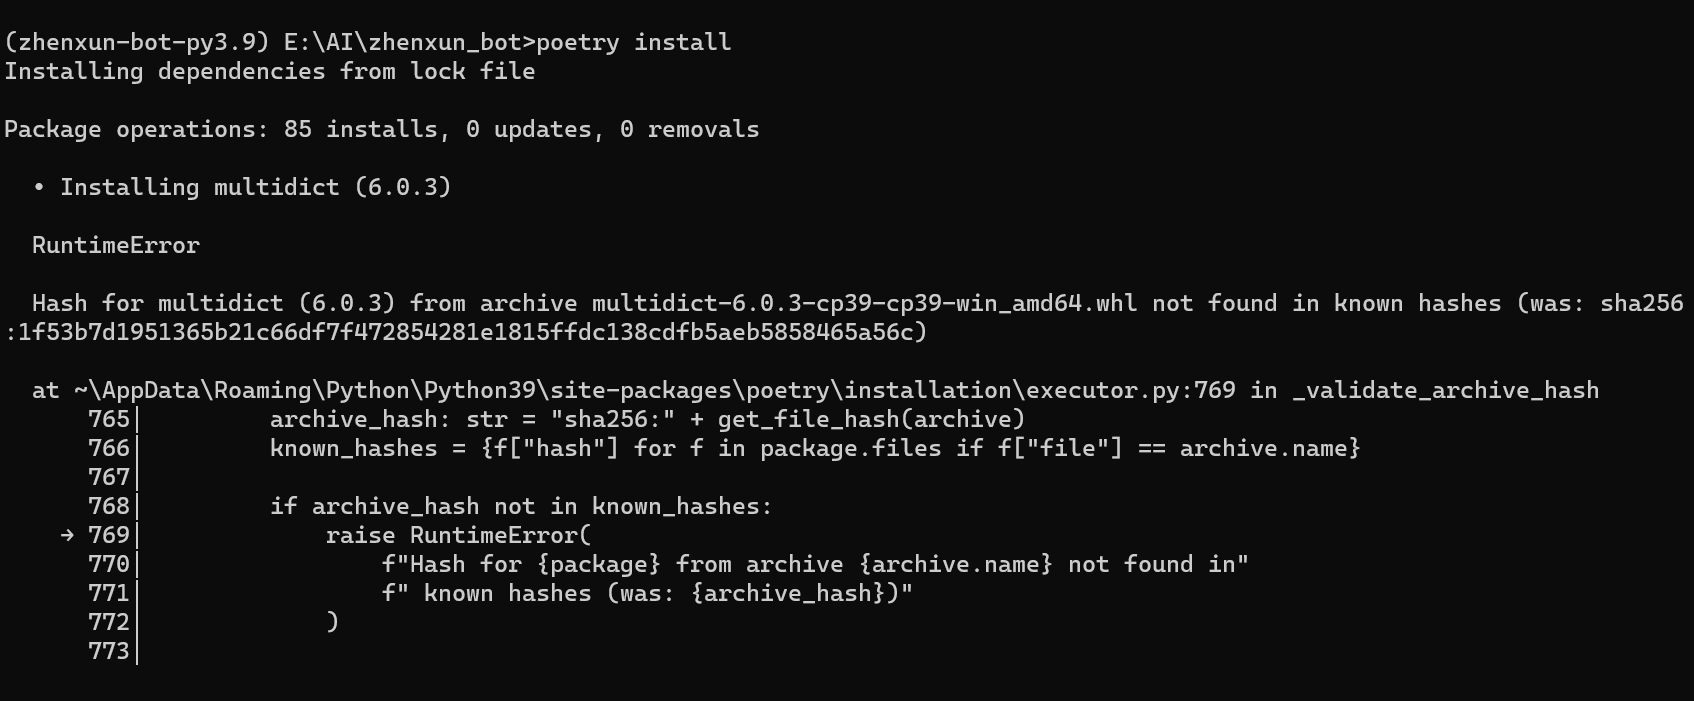 (zhenxun-bot-py3.9) E:\AI\zhenxun_bot>poetry install
Installing dependencies from lock file
Package operations: 85 installs, 0 updates, 0 removals
• Installing multidict (6.0.3)
RuntimeError
Hash for multidict (6.0.3) from archive multidict-6.0.3-cp39-cp39-win_amd64.whl not found in known hashes (was: sha256
:1f53b7d1951365b21c66df7f472854281e1815ffdc138cdfb5aeb5858465a56c)
at ~\AppData\Roaming\Python\Python39\site-packages\poetry\installation\executor.py:769 in _validate_archive_hash
765│ archive_hash: str = "sha256:" + get_file_hash(archive)
766│ known_hashes = {f["hash"] for f in package.files if f["file"] == archive.name}
767│
768│ if archive_hash not in known_hashes:
→ 769│ raise RuntimeError(
770│ f"Hash for {package} from archive {archive.name} not found in"
771│ f" known hashes (was: {archive_hash})"
772│ )
773│